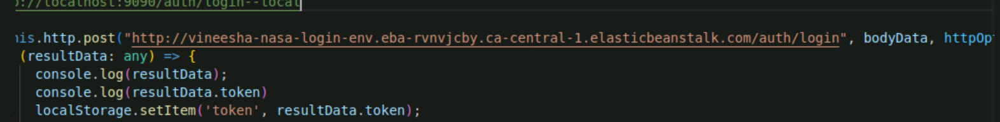 ://localhost:9090/auth/login--local
is.http.post("http://vineesha-nasa-login-env.eba-rvnvjcby.ca-central-1.elasticbeanstalk.com/auth/login", bodyData, httpOp
(resultData: any) => {
console.log(resultData);
console.log(resultData.token)
localStorage.setItem('token', resultData.token);